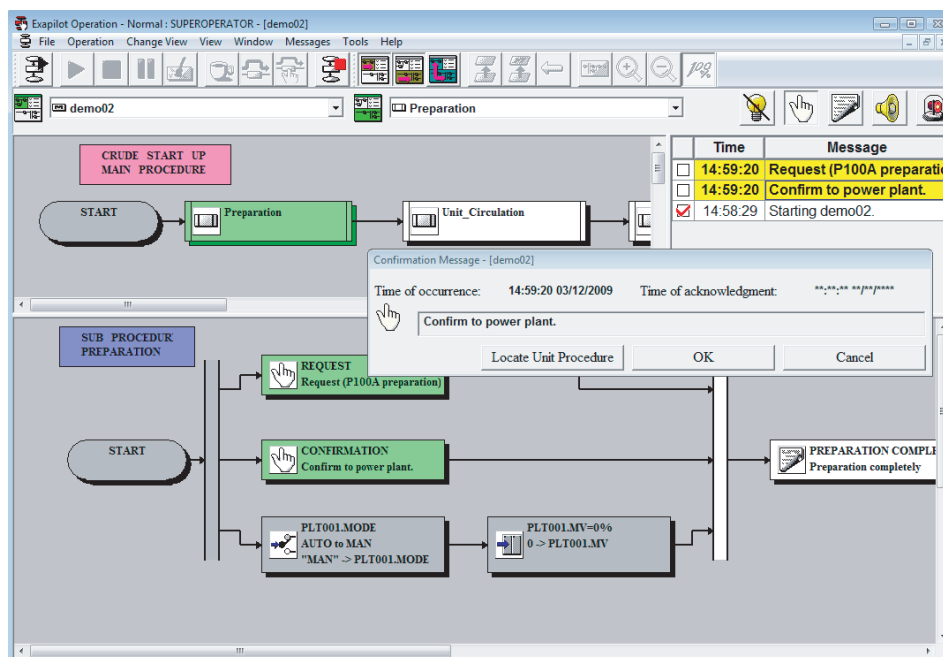 Exapilot Operation - Normal : SUPEROPERATOR - [demo02]
File Operation Change View View Window Messages Tools Help
demo02
Preparation
CRUDE START UP
MAIN PROCEDURE
START
Preparation
Unit_Circulation
Time Message
14:59:20 Request (P100A preparatio
14:59:20 Confirm to power plant.
14:58:29 Starting demo02.
Confirmation Message - [demo02]
Time of occurrence: 14:59:20 03/12/2009 Time of acknowledgment: **:**:** **/**/****
Confirm to power plant.
Locate Unit Procedure OK Cancel
SUB PROCEDUR
PREPARATION
REQUEST
Request (P100A preparation)
START
CONFIRMATION
Confirm to power plant.
PREPARATION COMPLE
Preparation completely
PLT001.MODE
AUTO to MAN
"MAN" -> PLT001.MODE
PLT001.MV=0%
0 -> PLT001.MV